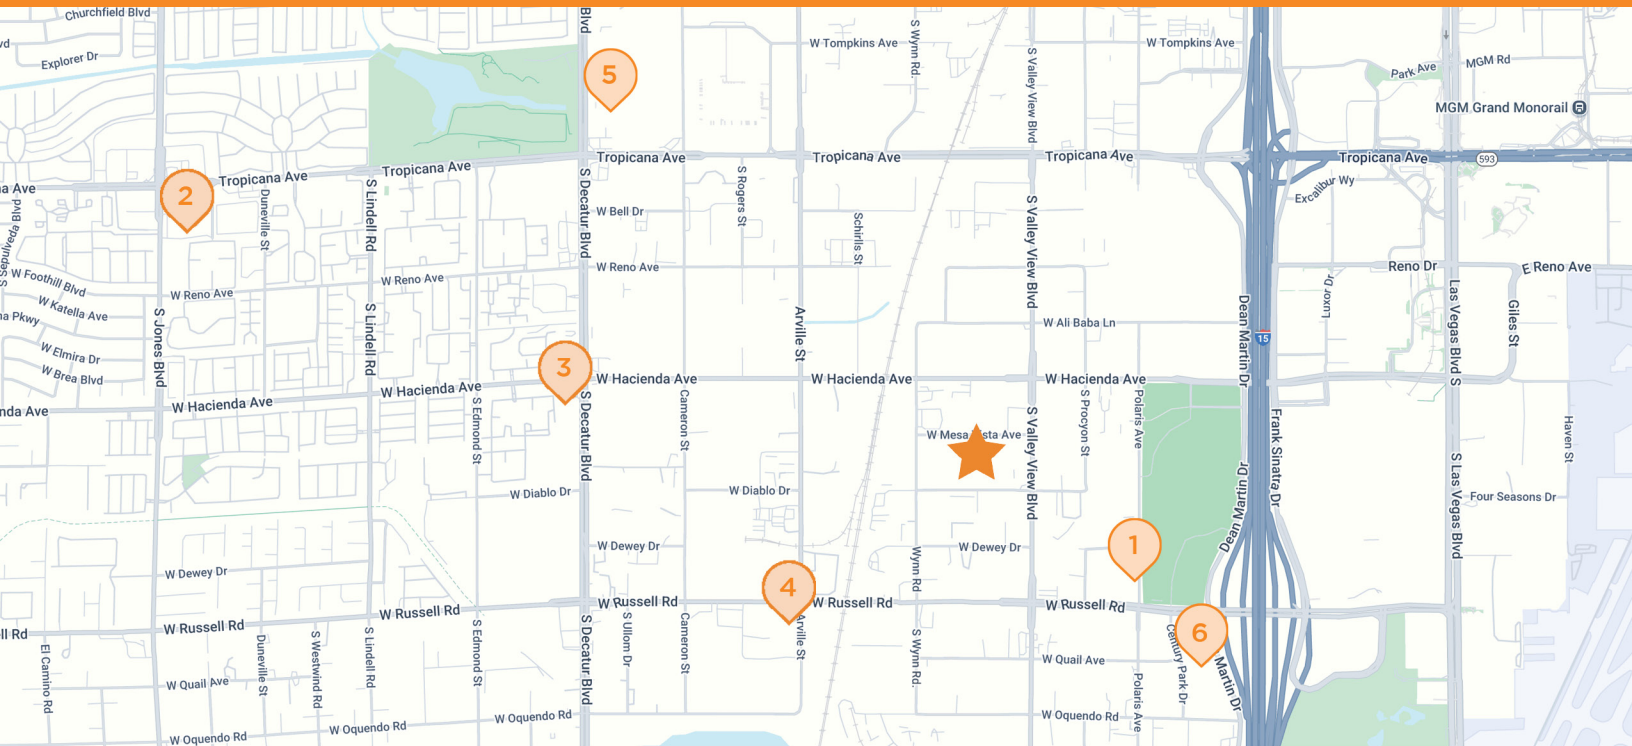 Churchfield Blvd
Blvd
vd
Explorer Dr
5
W Tompkins Ave
S Wynn Rd.
S Valley View Blvd
W Tompkins Ave
Park Ave
MGM Rd
MGM Grand Monorail
Tropicana Ave
Tropicana Ave
Tropicana Ave
Tropicana Ave
Tropicana Ave
Tropicana Ave
593
a Ave
2
Duneville St
S Lindell Rd
S Decatur Blvd
S Rogers St
W Bell Dr
Schirlls St
S Valley View Blvd
Excalibur Wy
S Sepulveda Blvd
W Foothill Blvd
W Reno Ave
W Reno Ave
W Reno Ave
Reno Dr
E Reno Ave
W Katella Ave
na Pkwy
S Jones Blvd
S Lindell Rd
Arville St
W Ali Baba Ln
Dean Martin Dr
15
Luxor Dr
Las Vegas Blvd S
Giles St
W Elmira Dr
W Brea Blvd
3
nda Ave
W Hacienda Ave
W Hacienda Ave
W Hacienda Ave
W Hacienda Ave
W Hacienda Ave
S Edmond St
S Decatur Blvd
Cameron St
W Mesa Vista Ave
S Valley View Blvd
S Procyon St
Polaris Ave
Frank Sinatra Dr
Haven St
W Diablo Dr
W Diablo Dr
Dean Martin Dr
S Las Vegas Blvd
Four Seasons Dr
W Dewey Dr
W Dewey Dr
Wynn Rd
W Dewey Dr
1
4
ll Rd
W Russell Rd
W Russell Rd
W Russell Rd
W Russell Rd
W Russell Rd
6
El Camino Rd
Duneville St
S Westwind Rd
S Lindell Rd
S Edmond St
S Decatur Blvd
S Ullom Dr
Cameron St
Arville St
S Wynn Rd.
Century Park Dr
Martin Dr
W Quail Ave
W Quail Ave
Polaris Ave
W Oquendo Rd
W Oquendo Rd
W Oquendo Rd
W Oquendo Rd